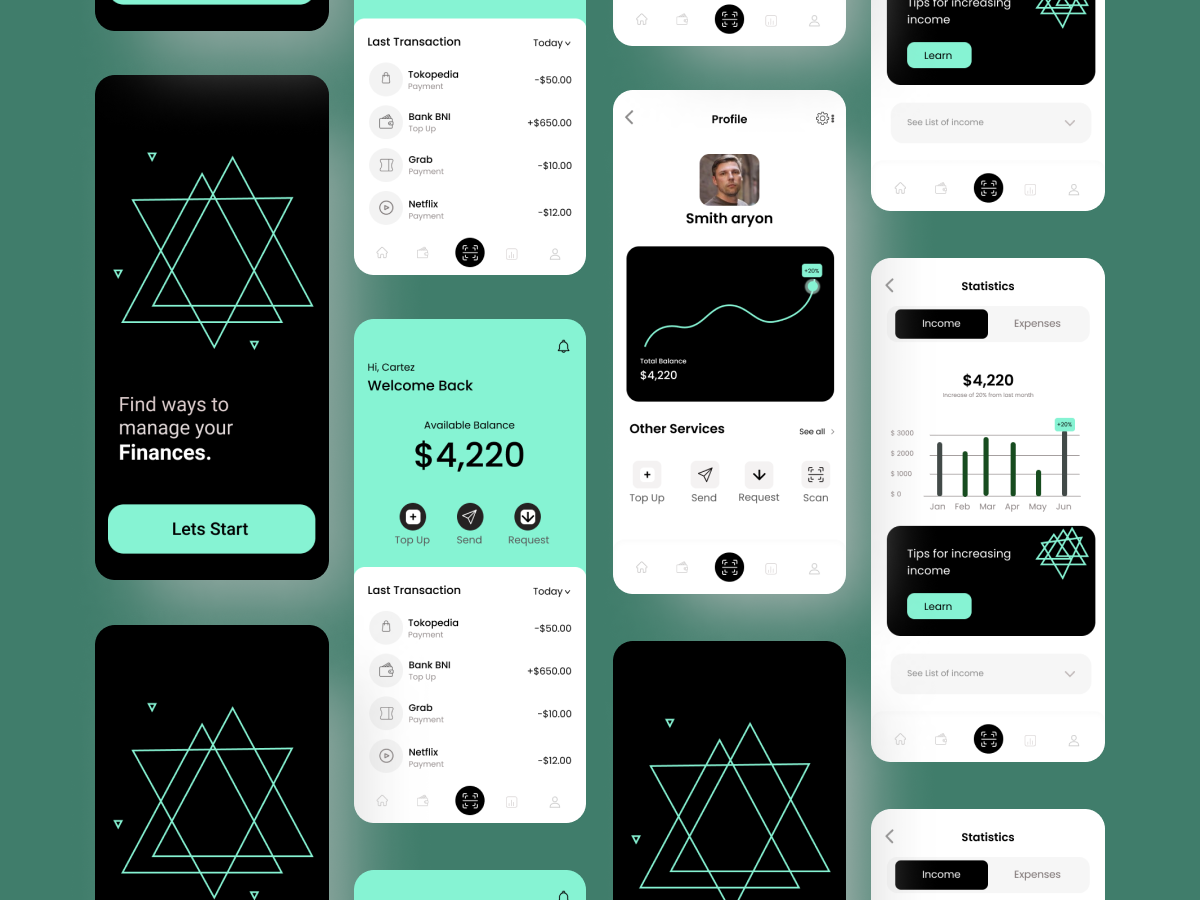 Find ways to
manage your
Finances.
Lets Start
Last Transaction
Today
Tokopedia
Payment
-$50.00
Bank BNI
Top Up
+$650.00
Grab
Payment
-$10.00
Netflix
Payment
-$12.00
Hi, Cartez
Welcome Back
Available Balance
$4,220
Top Up
Send
Request
Last Transaction
Today
Tokopedia
Payment
-$50.00
Bank BNI
Top Up
+$650.00
Grab
Payment
-$10.00
Netflix
Payment
-$12.00
Profile
Smith aryon
+20%
Total Balance
$4,220
Other Services
See all
Top Up
Send
Request
Scan
Tips for increasing
income
Learn
See List of income
Statistics
Income
Expenses
$4,220
Increase of 20% from last month
+20%
$ 3000
$ 2000
$ 1000
$ 0
Jan
Feb
Mar
Apr
May
Jun
Tips for increasing
income
Learn
See List of income
Statistics
Income
Expenses